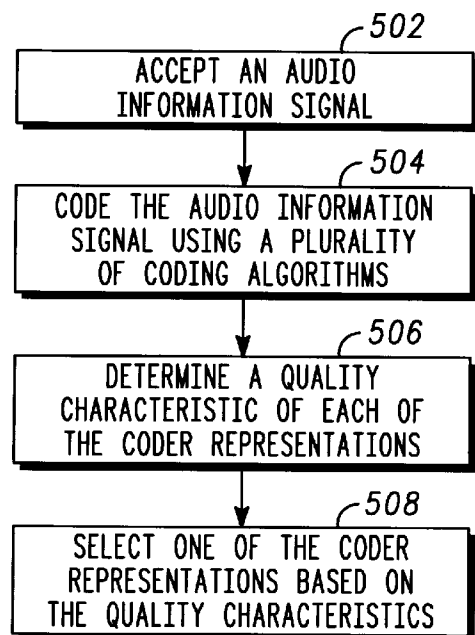 502
ACCEPT AN AUDIO
INFORMATION SIGNAL
504
CODE THE AUDIO INFORMATION
SIGNAL USING A PLURALITY
OF CODING ALGORITHMS
506
DETERMINE A QUALITY
CHARACTERISTIC OF EACH OF
THE CODER REPRESENTATIONS
508
SELECT ONE OF THE CODER
REPRESENTATIONS BASED ON
THE QUALITY CHARACTERISTICS